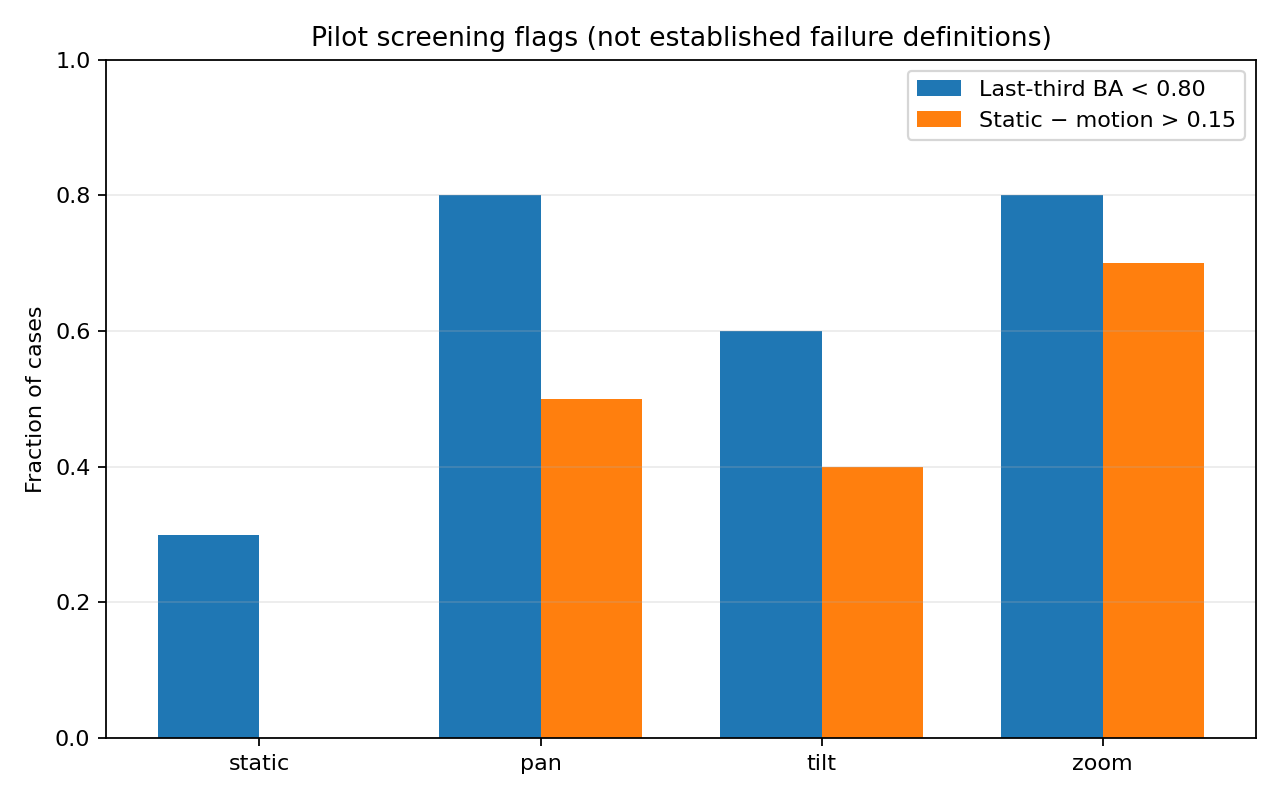 Pilot screening flags (not established failure definitions)
Last-third BA < 0.80
Static − motion > 0.15
Fraction of cases
1.0
0.8
0.6
0.4
0.2
0.0
static pan tilt zoom